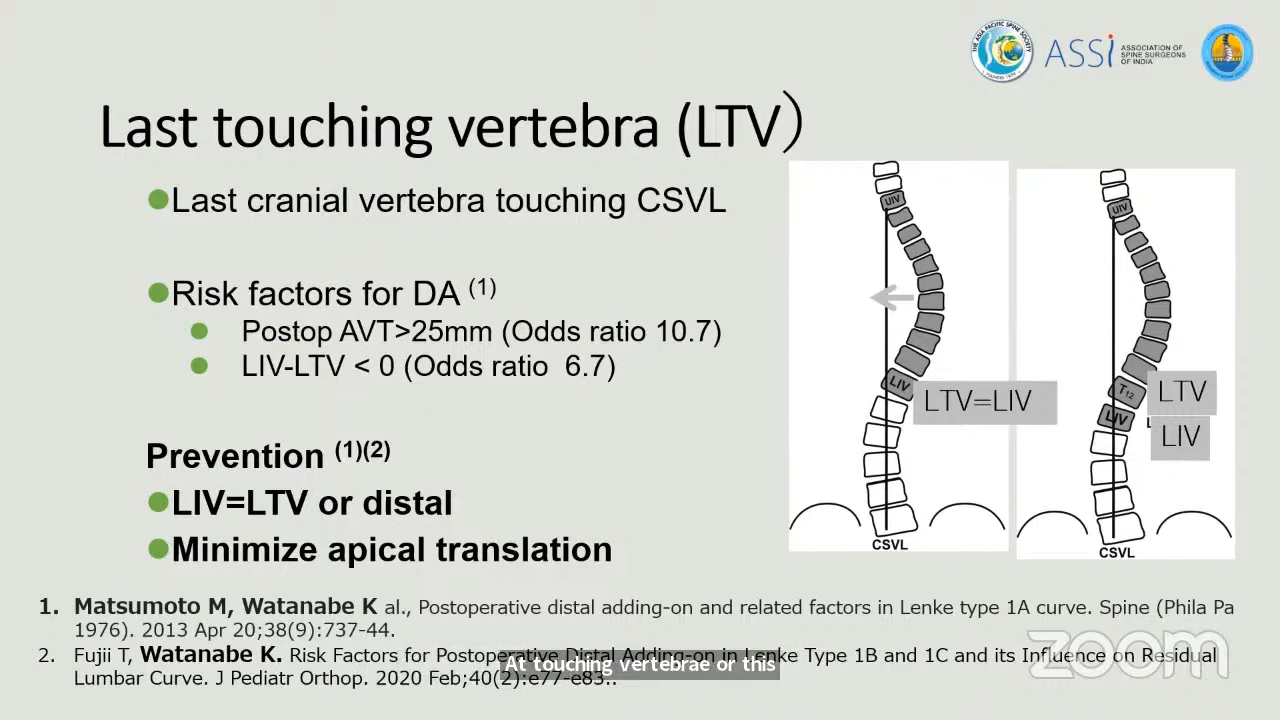 THE ASIA PACIFIC SPINE SOCIETY
ASSI ASSOCIATION OF
SPINE SURGEONS
OF INDIA
Last touching vertebra (LTV）
Last cranial vertebra touching CSVL
Risk factors for DA (1)
Postop AVT>25mm (Odds ratio 10.7)
LIV-LTV < 0 (Odds ratio 6.7)
Prevention (1)(2)
LIV=LTV or distal
Minimize apical translation
UIV
LIV
LTV=LIV
CSVL
UIV
T12
LTV
LIV
L
LIV
CSVL
1. Matsumoto M, Watanabe K al., Postoperative distal adding-on and related factors in Lenke type 1A curve. Spine (Phila Pa
1976). 2013 Apr 20;38(9):737-44.
2. Fujii T, Watanabe K. Risk Factors for Postoperative Distal Adding-on in Lenke Type 1B and 1C and its Influence on Residual
Lumbar Curve. J Pediatr Orthop. 2020 Feb;40(2):e77-e83..
At touching vertebrae or this
zoom